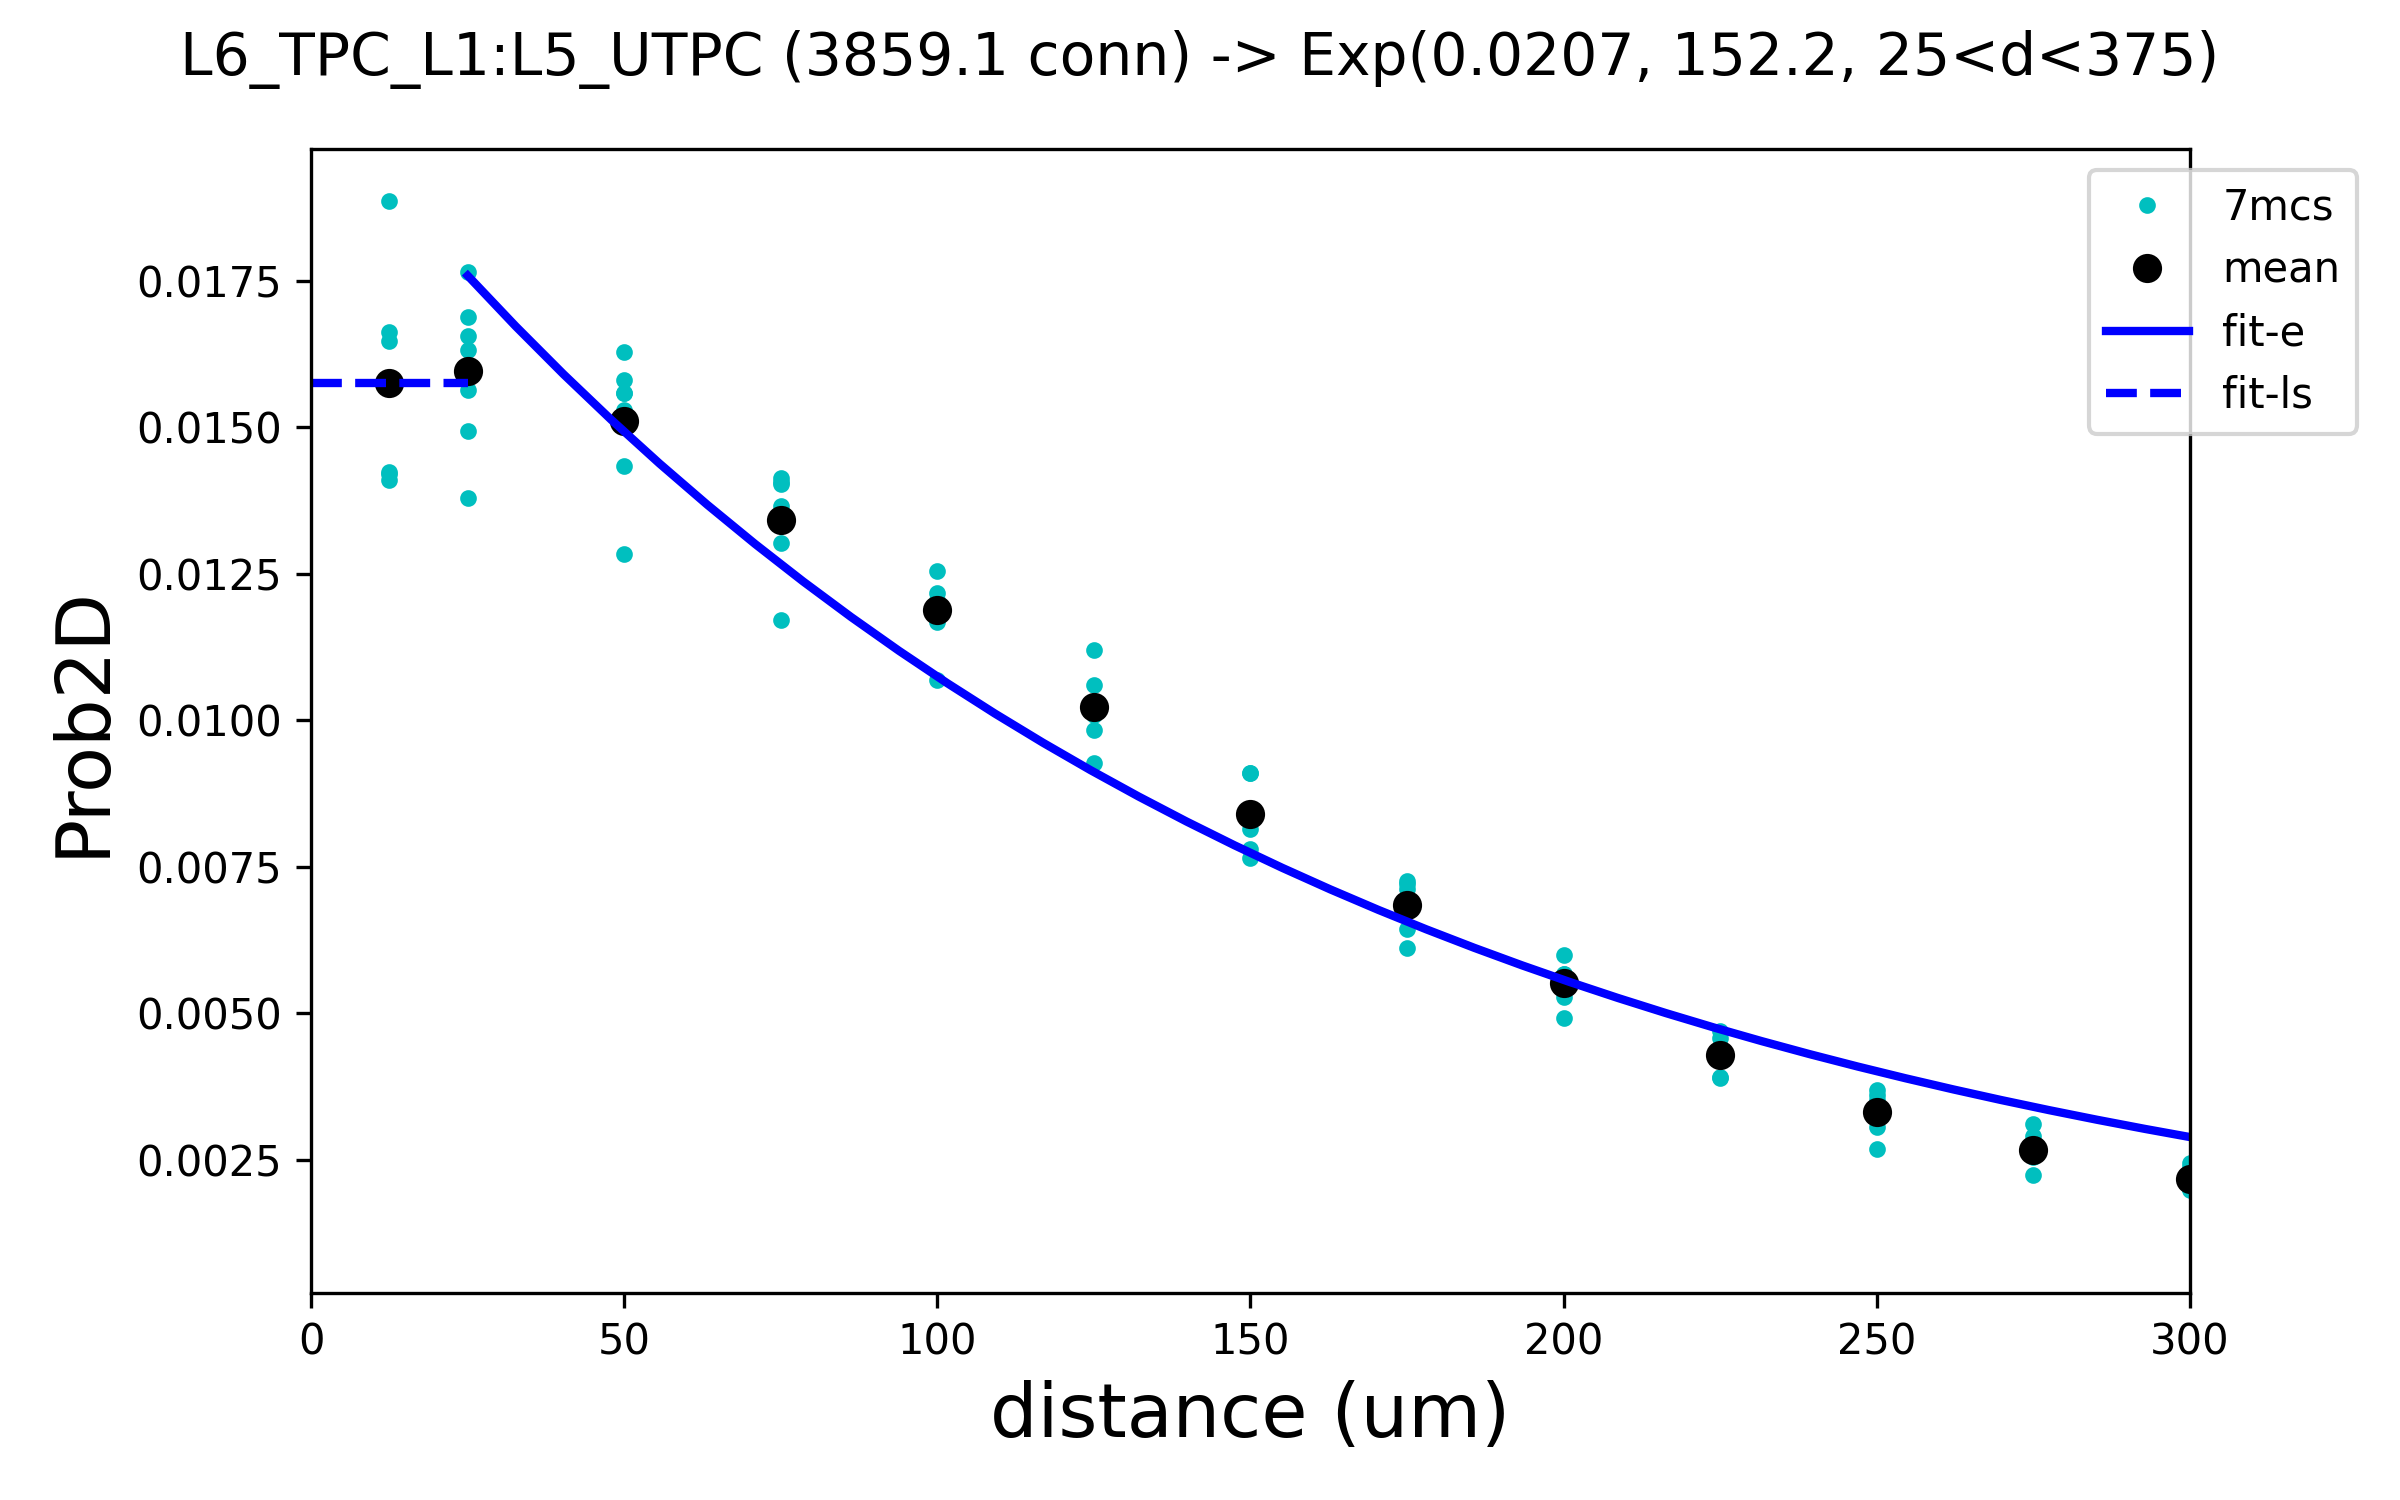 L6_TPC_L1:L5_UTPC (3859.1 conn) -> Exp(0.0207, 152.2, 25<d<375)
7mcs
mean
fit-e
fit-ls
Prob2D
0.0175
0.0150
0.0125
0.0100
0.0075
0.0050
0.0025
0 50 100 150 200 250 300
distance (um)